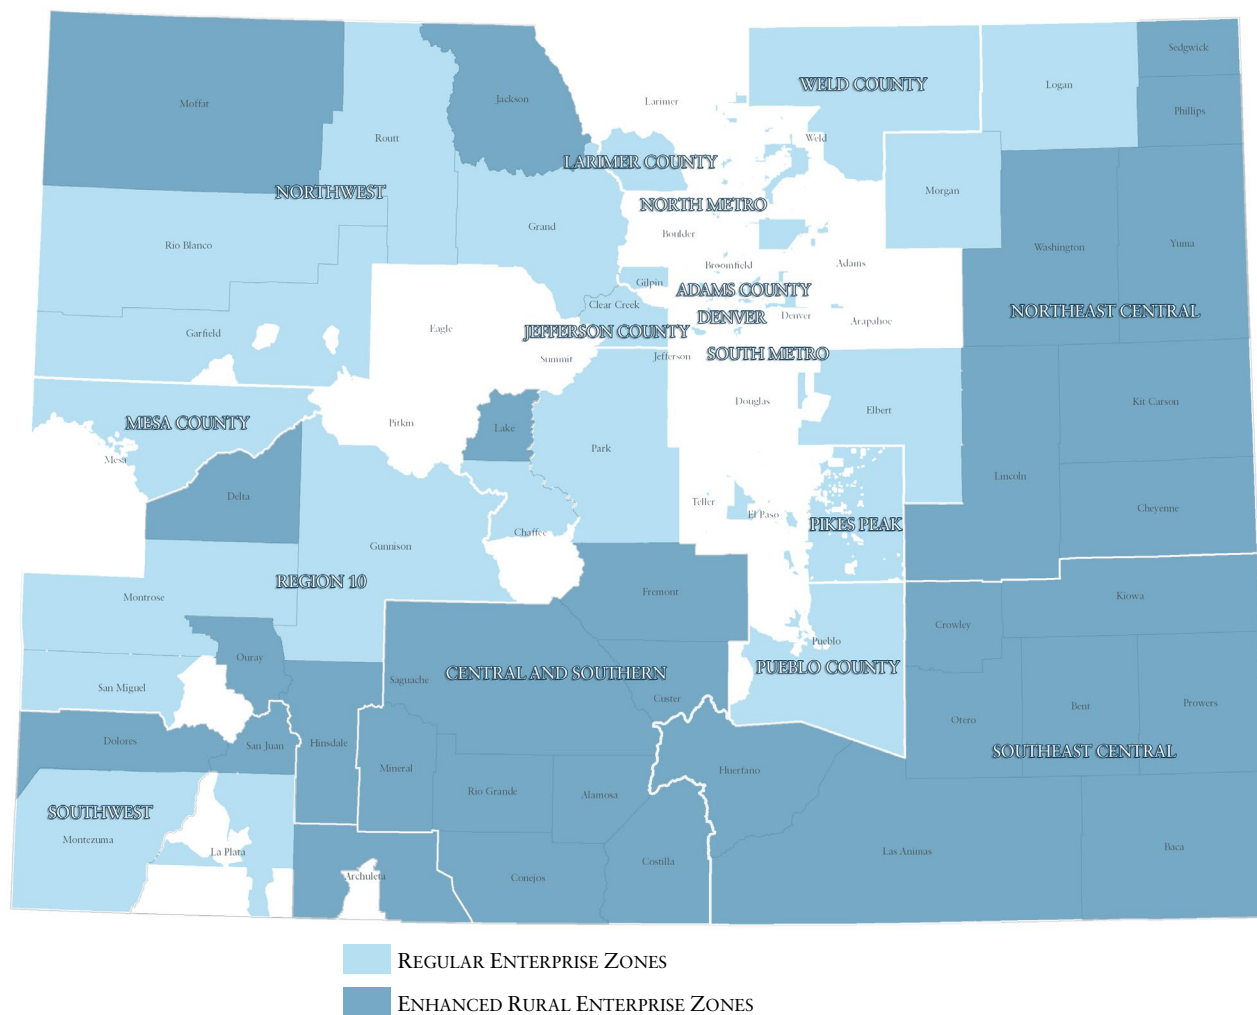 Sedgwick
Moffat
Jackson
Larimer
WELD COUNTY
Logan
Phillips
Routt
Weld
LARIMER COUNTY
NORTHWEST
Morgan
NORTH METRO
Grand
Boulder
Rio Blanco
Washington
Yuma
Broomfield
Adams
Gilpin
ADAMS COUNTY
Clear Creek
NORTHEAST CENTRAL
Garfield
Eagle
JEFFERSON COUNTY
DENVER
Denver
Arapahoe
Summit
Jefferson
SOUTH METRO
MESA COUNTY
Pitkin
Lake
Douglas
Elbert
Kit Carson
Mesa
Park
Delta
Lincoln
Teller
El Paso
Cheyenne
Gunnison
Chaffee
PIKES PEAK
REGION 10
Montrose
Fremont
Kiowa
Crowley
Ouray
Pueblo
San Miguel
Saguache
CENTRAL AND SOUTHERN
PUEBLO COUNTY
Custer
Otero
Bent
Prowers
Dolores
San Juan
Hinsdale
SOUTHEAST CENTRAL
Mineral
Huerfano
Rio Grande
Alamosa
SOUTHWEST
Montezuma
La Plata
Costilla
Las Animas
Baca
Archuleta
Conejos
REGULAR ENTERPRISE ZONES
ENHANCED RURAL ENTERPRISE ZONES